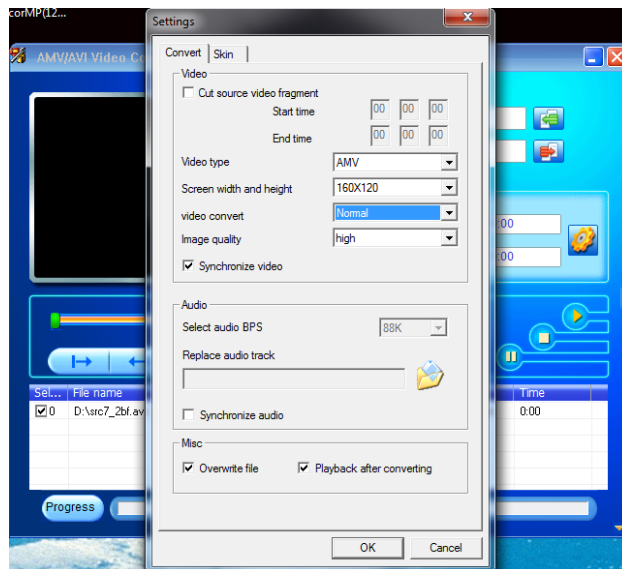 corMP(12...
Settings
AMV/AVI Video Co
Convert Skin
Video
Cut source video fragment
Start time 00 00 00
End time 00 00 00
Video type AMV
Screen width and height 160X120
video convert Normal
Image quality high
Synchronize video
:00
:00
Audio
Select audio BPS 88K
Replace audio track
Synchronize audio
Sel... File name Time
0 D:\src7_2bf.av 0:00
Misc
Overwrite file Playback after converting
Progress
OK Cancel